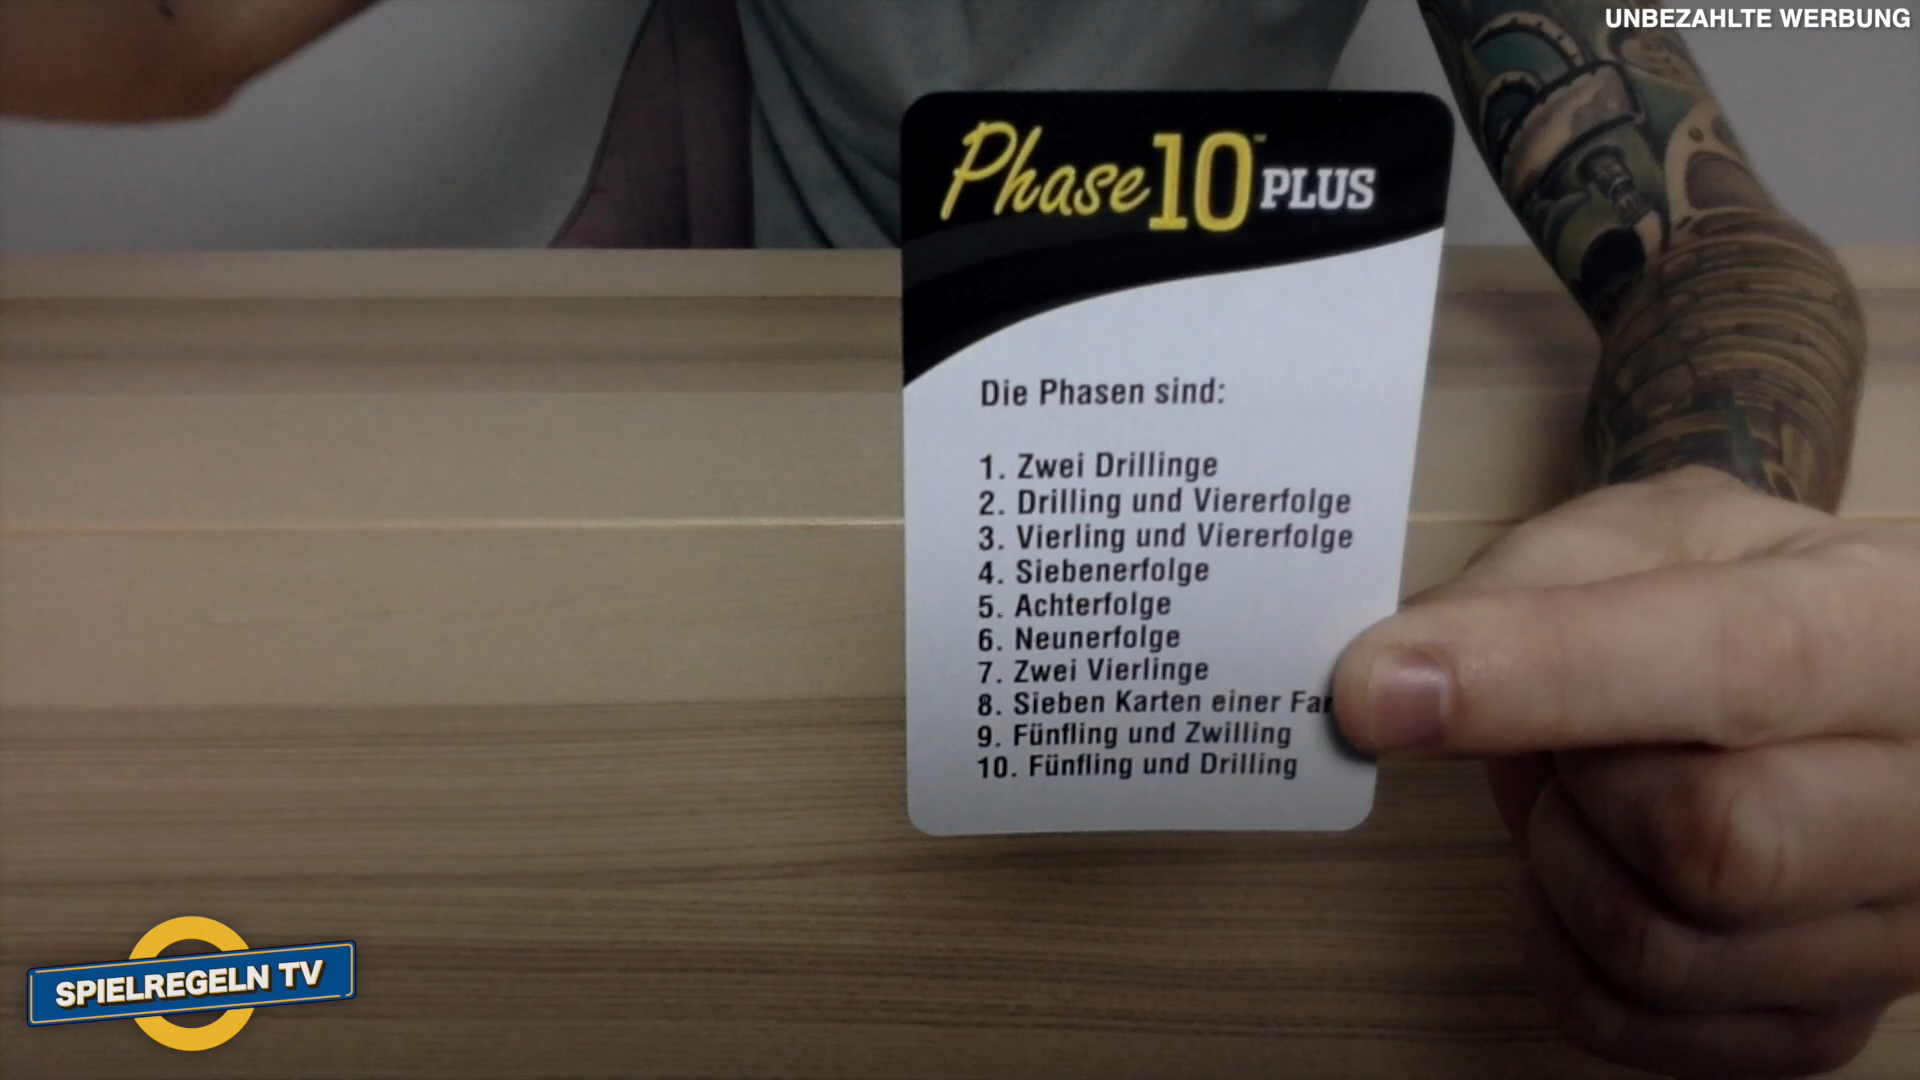 UNBEZAHLTE WERBUNG
Phase 10™ PLUS
Die Phasen sind:
1. Zwei Drillinge
2. Drilling und Viererfolge
3. Vierling und Viererfolge
4. Siebenerfolge
5. Achterfolge
6. Neunerfolge
7. Zwei Vierlinge
8. Sieben Karten einer
9. Fünfling und Zwilling
10. Fünfling und Drilling
SPIELREGELN TV